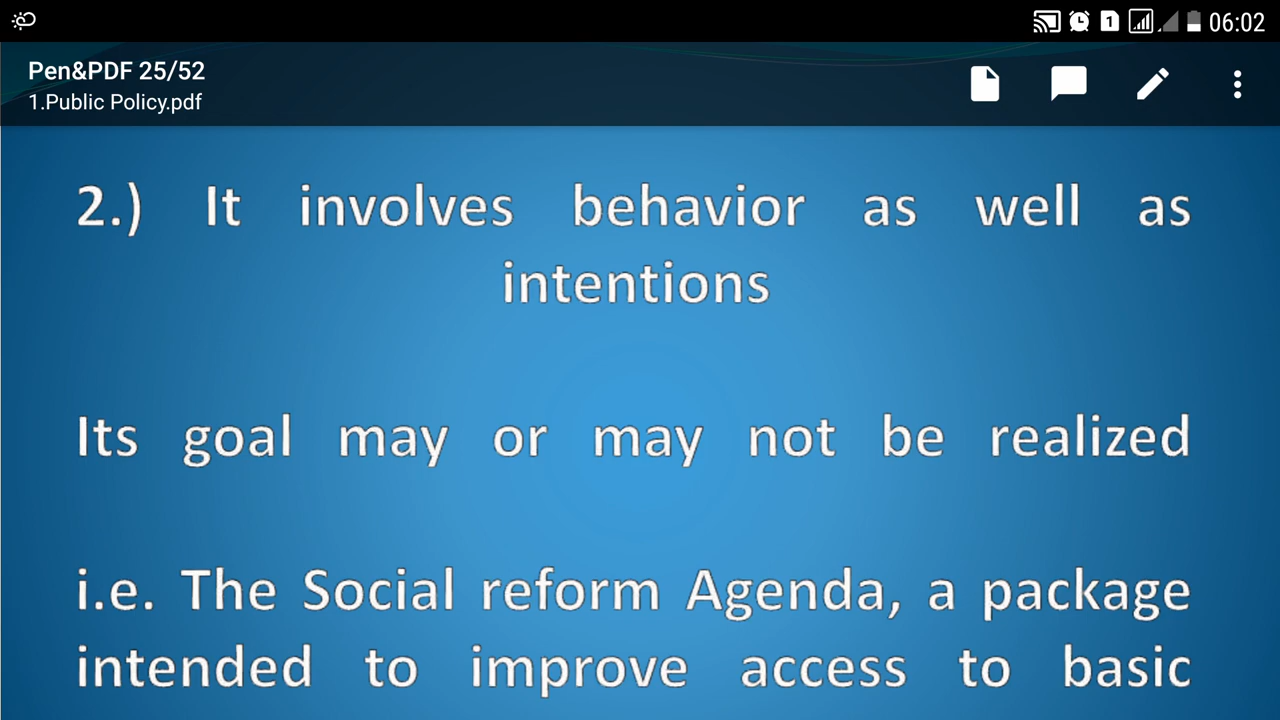 06:02
Pen&PDF 25/52
1.Public Policy.pdf
2.) It involves behavior as well as
intentions
Its goal may or may not be realized
i.e. The Social reform Agenda, a package
intended to improve access to basic